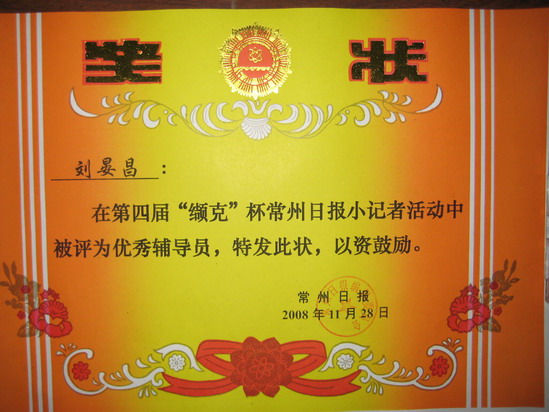 奖状
刘晏昌：
在第四届“缬克”杯常州日报小记者活动中
被评为优秀辅导员，特发此状，以资鼓励。
常州日报
2008年11月28日